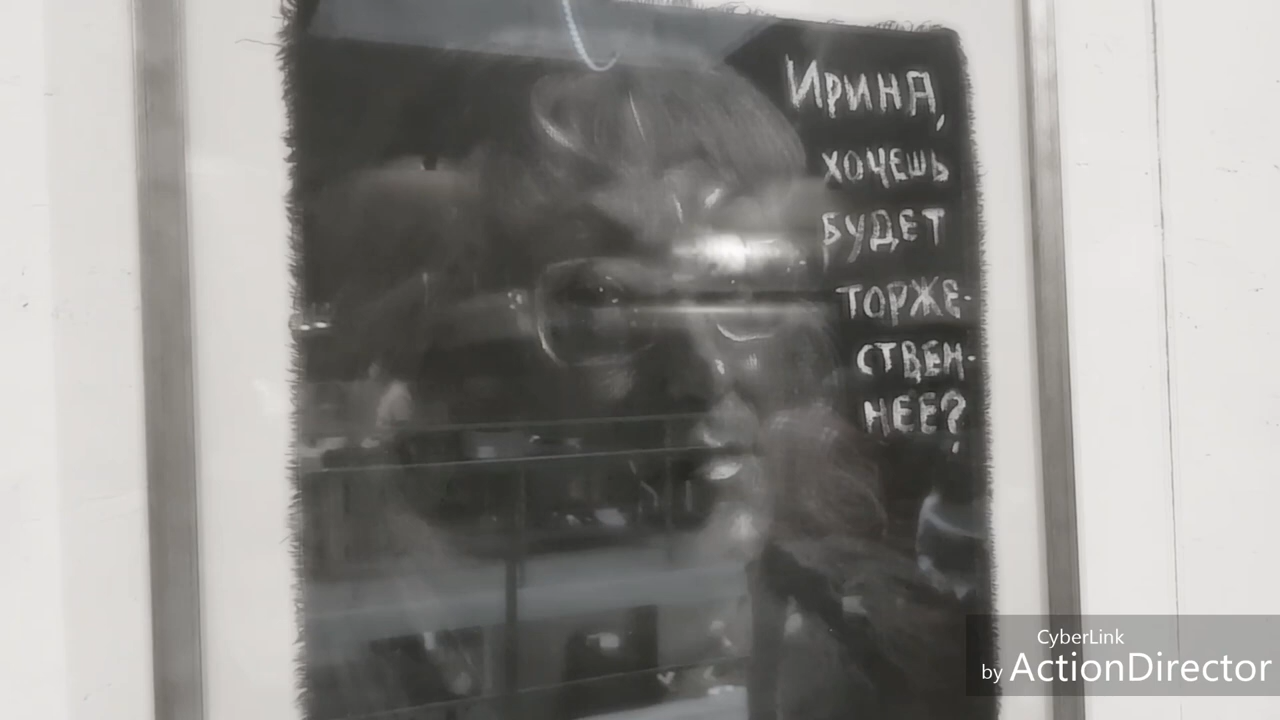 Ирина,
хочешь
будет
торже-
ствен-
нее?
CyberLink
by ActionDirector